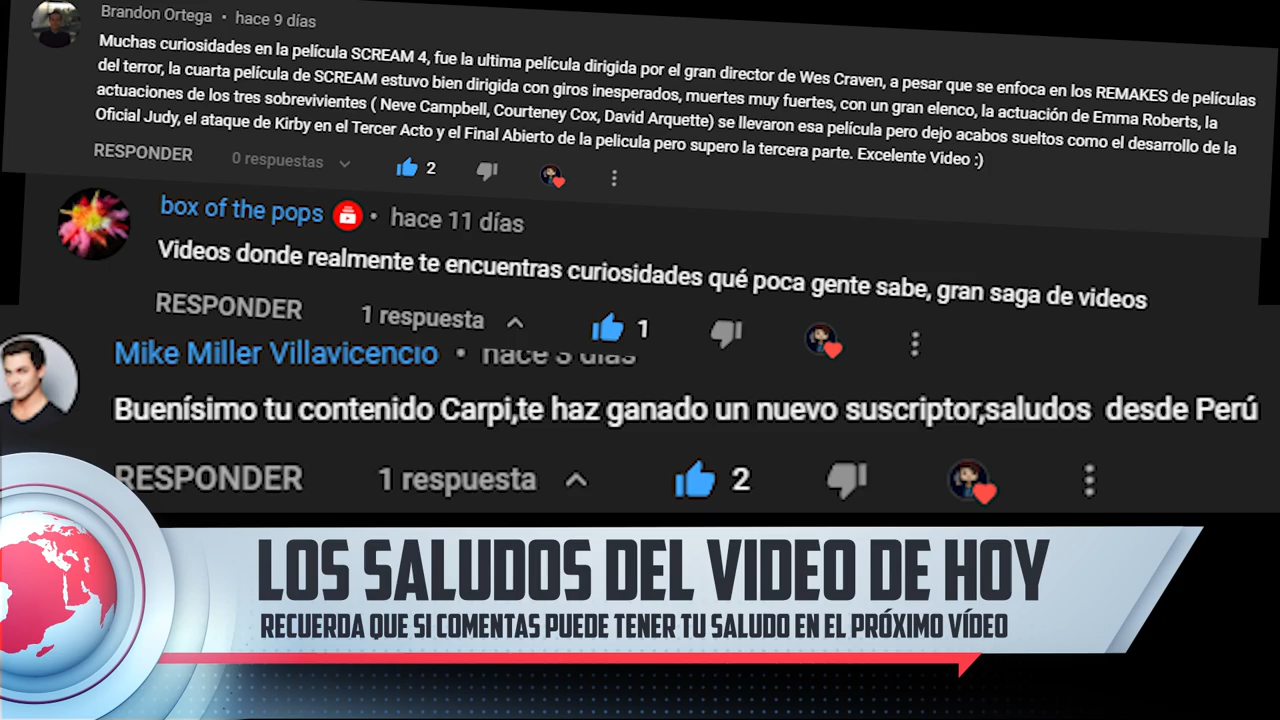 Brandon Ortega • hace 9 días
Muchas curiosidades en la película SCREAM 4, fue la ultima película dirigida por el gran director de Wes Craven, a pesar que se enfoca en los REMAKES de películas
del terror, la cuarta película de SCREAM estuvo bien dirigida con giros inesperados, muertes muy fuertes, con un gran elenco, la actuación de Emma Roberts, la
actuaciones de los tres sobrevivientes ( Neve Campbell, Courteney Cox, David Arquette) se llevaron esa película pero dejo acabos sueltos como el desarrollo de la
Oficial Judy, el ataque de Kirby en el Tercer Acto y el Final Abierto de la pelicula pero supero la tercera parte. Excelente Video :)
RESPONDER 0 respuestas 2
box of the pops • hace 11 días
Videos donde realmente te encuentras curiosidades qué poca gente sabe, gran saga de videos
RESPONDER 1 respuesta 1
Mike Miller Villavicencio • hace 3 días
Buenísimo tu contenido Carpi,te haz ganado un nuevo suscriptor,saludos desde Perú
RESPONDER 1 respuesta 2
LOS SALUDOS DEL VIDEO DE HOY
RECUERDA QUE SI COMENTAS PUEDE TENER TU SALUDO EN EL PRÓXIMO VÍDEO